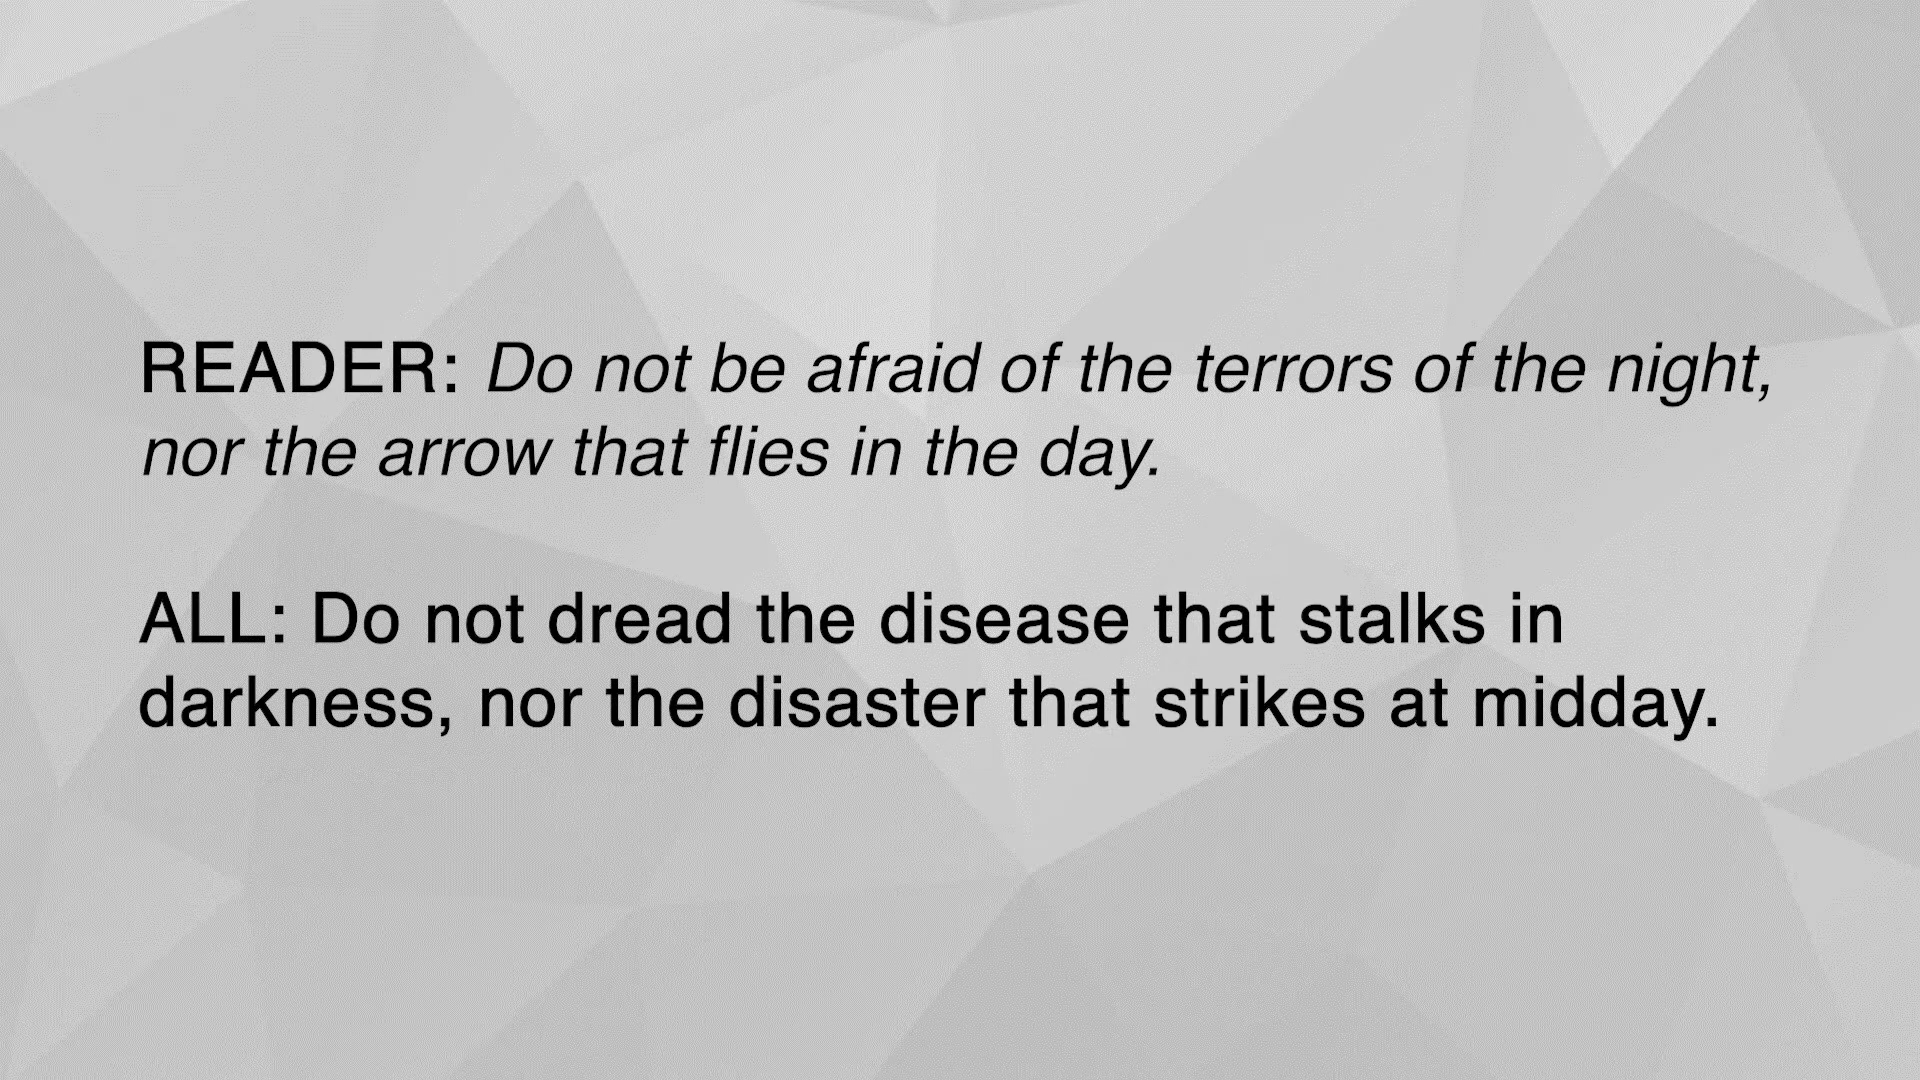 READER: Do not be afraid of the terrors of the night,
nor the arrow that flies in the day.
ALL: Do not dread the disease that stalks in
darkness, nor the disaster that strikes at midday.